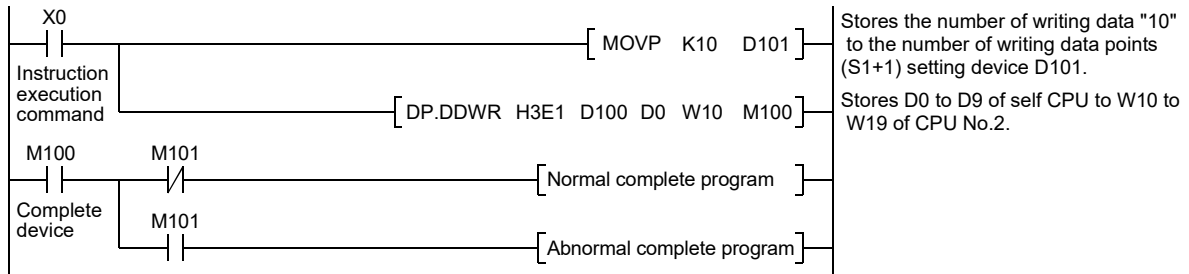 X0
MOVP K10 D101
Stores the number of writing data "10"
to the number of writing data points
(S1+1) setting device D101.
Instruction
execution
command
DP.DDWR H3E1 D100 D0 W10 M100
Stores D0 to D9 of self CPU to W10 to
W19 of CPU No.2.
M100
M101
Normal complete program
Complete
device
M101
Abnormal complete program